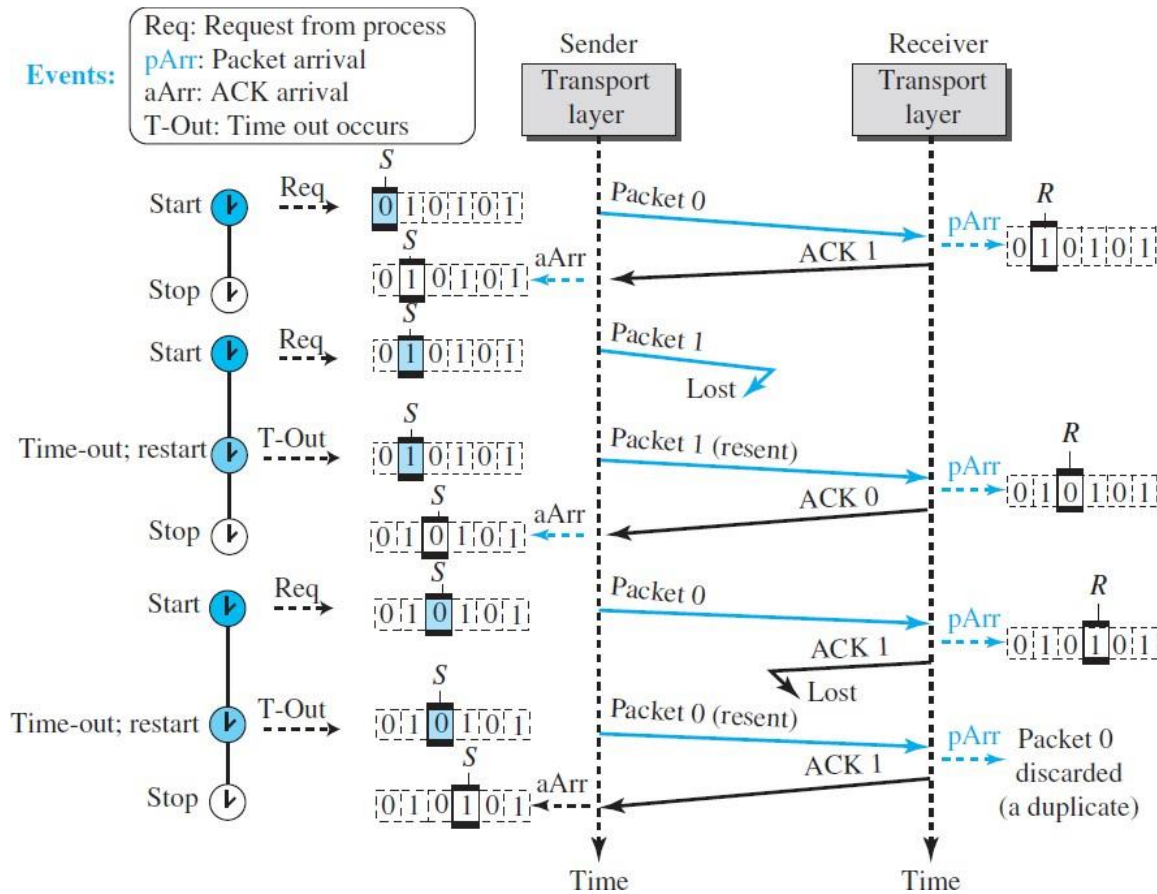 Events:
Req: Request from process
pArr: Packet arrival
aArr: ACK arrival
T-Out: Time out occurs
Sender
Transport
layer
Receiver
Transport
layer
Start
Req
S
0 1 0 1 0 1
Packet 0
pArr
R
0 1 0 1 0 1
Stop
S
0 1 0 1 0 1
aArr
ACK 1
Start
Req
S
0 1 0 1 0 1
Packet 1
Lost
Time-out; restart
T-Out
S
0 1 0 1 0 1
Packet 1 (resent)
pArr
R
0 1 0 1 0 1
Stop
S
0 1 0 1 0 1
aArr
ACK 0
Start
Req
S
0 1 0 1 0 1
Packet 0
pArr
R
0 1 0 1 0 1
ACK 1
Lost
Time-out; restart
T-Out
S
0 1 0 1 0 1
Packet 0 (resent)
pArr
Packet 0
discarded
(a duplicate)
Stop
S
0 1 0 1 0 1
aArr
ACK 1
Time
Time